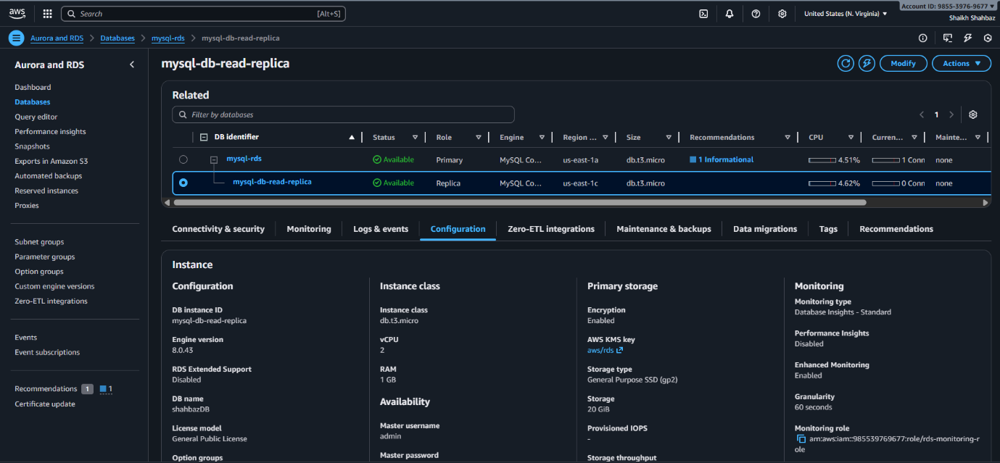 aws
Search [Alt+S]
United States (N. Virginia) ▼
Account ID: 9855-3976-9677 ▼
Shaikh Shahbaz
Aurora and RDS > Databases > mysql-rds > mysql-db-read-replica
Aurora and RDS
Dashboard
Databases
Query editor
Performance insights
Snapshots
Exports in Amazon S3
Automated backups
Reserved instances
Proxies
Subnet groups
Parameter groups
Option groups
Custom engine versions
Zero-ETL integrations
Events
Event subscriptions
Recommendations 1 1
Certificate update
mysql-db-read-replica
Modify
Actions ▼
Related
Filter by databases
1
DB identifier Status Role Engine Region ... Size Recommendations CPU Curren... Mainte...
mysql-rds Available Primary MySQL Co... us-east-1a db.t3.micro 1 Informational 4.51% 1 Conn none
mysql-db-read-replica Available Replica MySQL Co... us-east-1c db.t3.micro 4.62% 0 Conn none
Connectivity & security Monitoring Logs & events Configuration Zero-ETL integrations Maintenance & backups Data migrations Tags Recommendations
Instance
Configuration
DB instance ID
mysql-db-read-replica
Engine version
8.0.43
RDS Extended Support
Disabled
DB name
shahbazDB
License model
General Public License
Option groups
Instance class
Instance class
db.t3.micro
vCPU
2
RAM
1 GB
Availability
Master username
admin
Master password
Primary storage
Encryption
Enabled
AWS KMS key
aws/rds
Storage type
General Purpose SSD (gp2)
Storage
20 GiB
Provisioned IOPS
-
Storage throughput
Monitoring
Monitoring type
Database Insights - Standard
Performance Insights
Disabled
Enhanced Monitoring
Enabled
Granularity
60 seconds
Monitoring role
arn:aws:iam::985539769677:role/rds-monitoring-r
ole